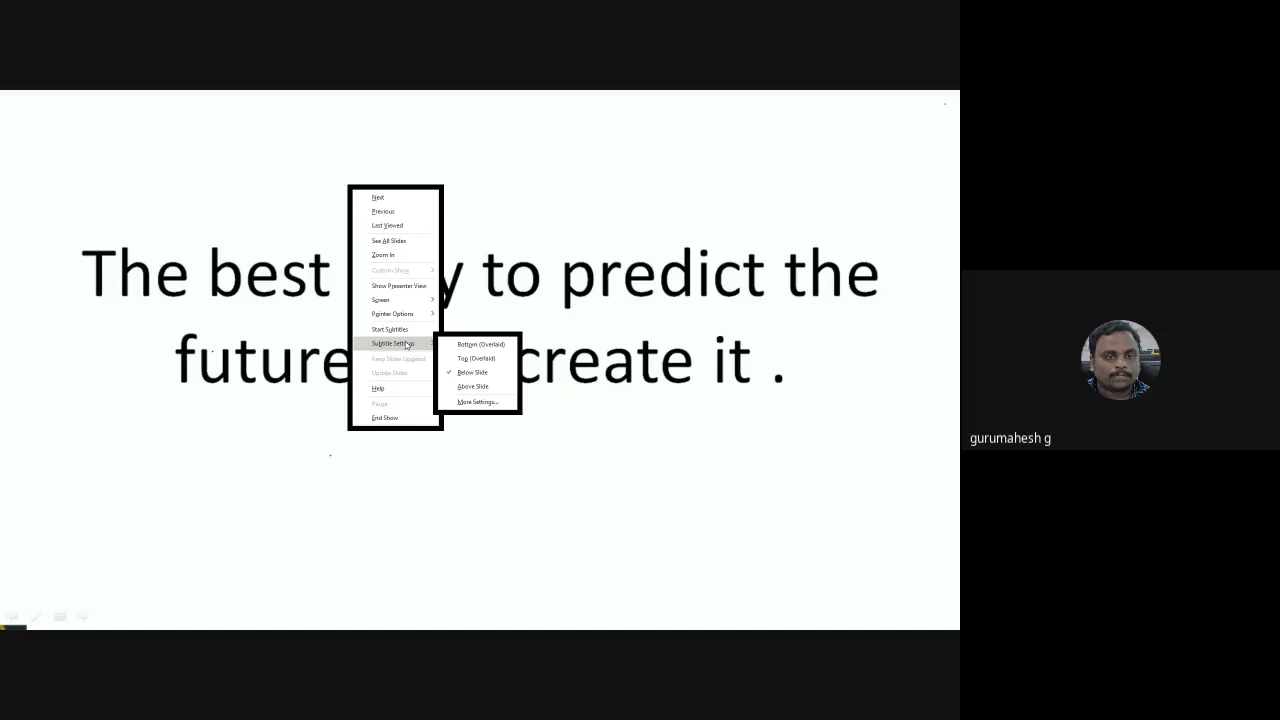 Next
Previous
Last Viewed
See All Slides
Zoom In
The best y to predict the
Custom Show
Show Presenter View
Screen
Pointer Options
Start Subtitles
Subtitle Settings
Bottom (Overlaid)
future create it .
Keep Slides Updated
Top (Overlaid)
Update Slides
Below Slide
Help
Above Slide
Pause
More Settings...
End Show
gurumahesh g